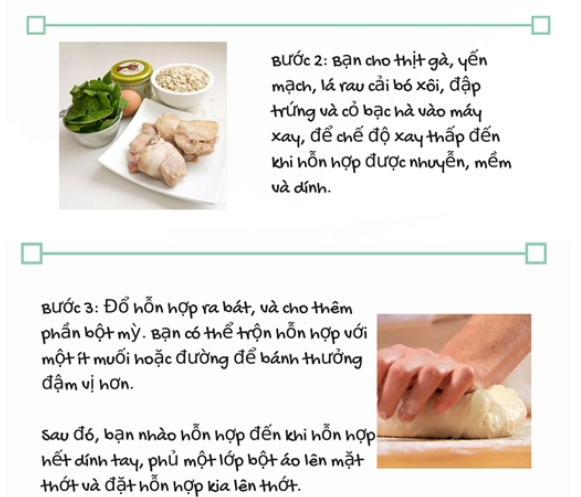 Bước 2: Bạn cho thịt gà, yến
mạch, lá rau cải bó xôi, đập
trứng và cỏ bạc hà vào máy
xay, để chế độ xay thấp đến
khi hỗn hợp được nhuyễn, mềm
và dính.
Bước 3: Đổ hỗn hợp ra bát, và cho thêm
phần bột mỳ. Bạn có thể trộn hỗn hợp với
một ít muối hoặc đường để bánh thưởng
đậm vị hơn.
Sau đó, bạn nhào hỗn hợp đến khi hỗn hợp
hết dính tay, phủ một lớp bột áo lên mặt
thớt và đặt hỗn hợp kia lên thớt.